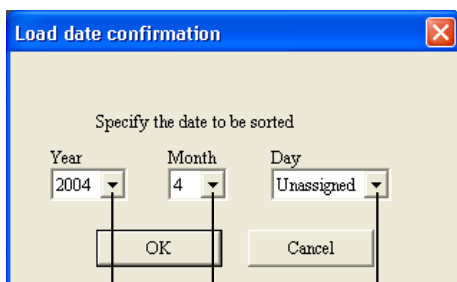 Load date confirmation
Specify the date to be sorted
Year Month Day
2004 4 Unassigned
OK Cancel